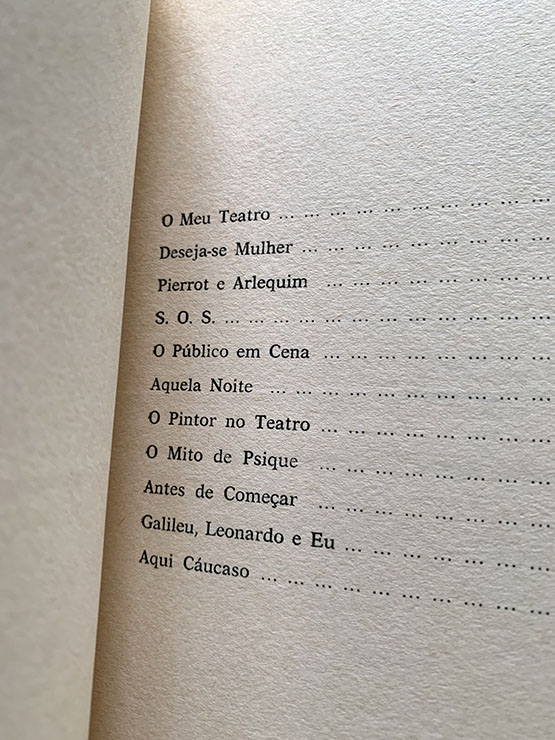 O Meu Teatro ... ... ... ... ... ... ... ... ... ...
Deseja-se Mulher ... ... ... ... ... ... ... ... ...
Pierrot e Arlequim ... ... ... ... ... ... ... ...
S. O. S. ... ... ... ... ... ... ... ... ... ... ... ...
O Público em Cena ... ... ... ... ... ... ... ...
Aquela Noite ... ... ... ... ... ... ... ... ... ...
O Pintor no Teatro ... ... ... ... ... ... ... ...
O Mito de Psique ... ... ... ... ... ... ... ...
Antes de Começar ... ... ... ... ... ... ... ...
Galileu, Leonardo e Eu ... ... ... ... ... ... ...
Aqui Cáucaso ... ... ... ... ... ... ... ... ... ...